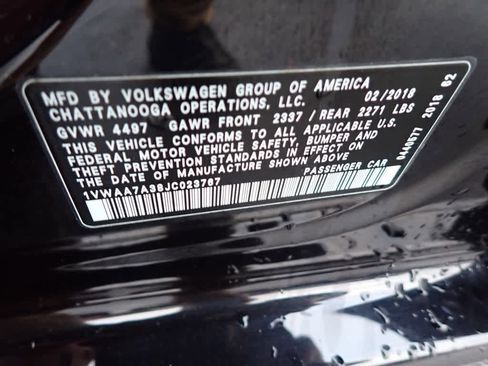 MFD BY VOLKSWAGEN GROUP OF AMERICA
CHATTANOOGA OPERATIONS, LLC. 02/2018
GVWR 4497 GAWR FRONT 2337 / REAR 2271 LBS
THIS VEHICLE CONFORMS TO ALL APPLICABLE U.S.
FEDERAL MOTOR VEHICLE SAFETY, BUMPER, AND
THEFT PREVENTION STANDARDS IN EFFECT ON
THE DATE OF MANUFACTURE SHOWN ABOVE.
1VWAA7A38JC023787 PASSENGER CAR
0440577 2018 02